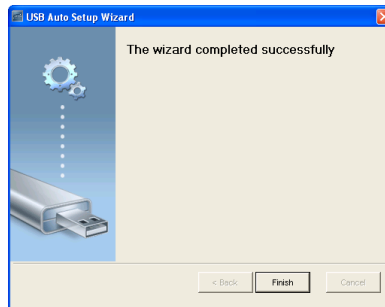 USB Auto Setup Wizard
The wizard completed successfully
< Back
Finish
Cancel